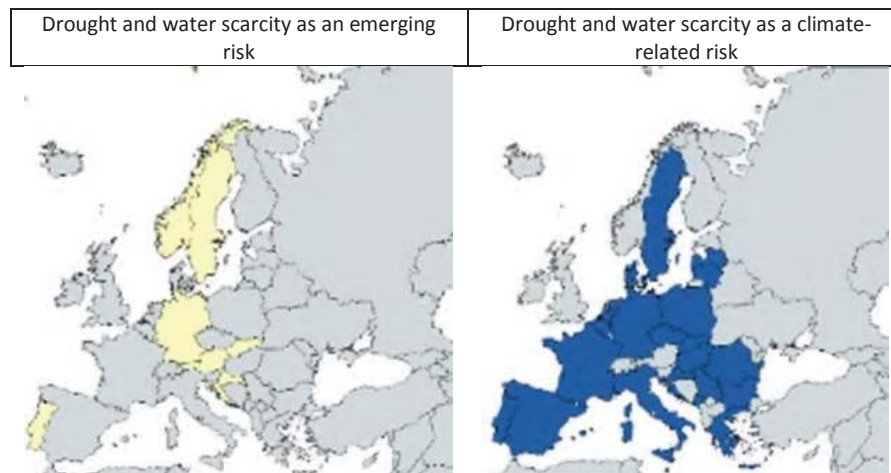 Drought and water scarcity as an emerging
risk
Drought and water scarcity as a climate-
related risk